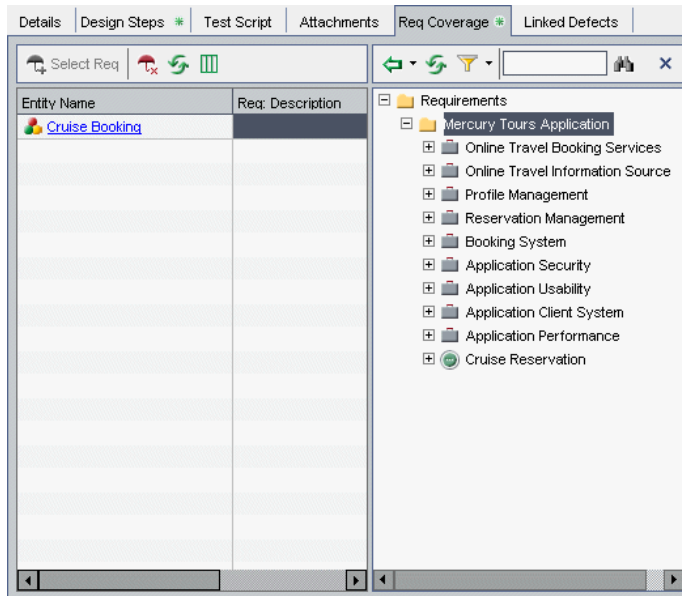 Details Design Steps * Test Script Attachments Req Coverage * Linked Defects
Select Req
Entity Name Req: Description
Cruise Booking
Requirements
Mercury Tours Application
Online Travel Booking Services
Online Travel Information Source
Profile Management
Reservation Management
Booking System
Application Security
Application Usability
Application Client System
Application Performance
Cruise Reservation